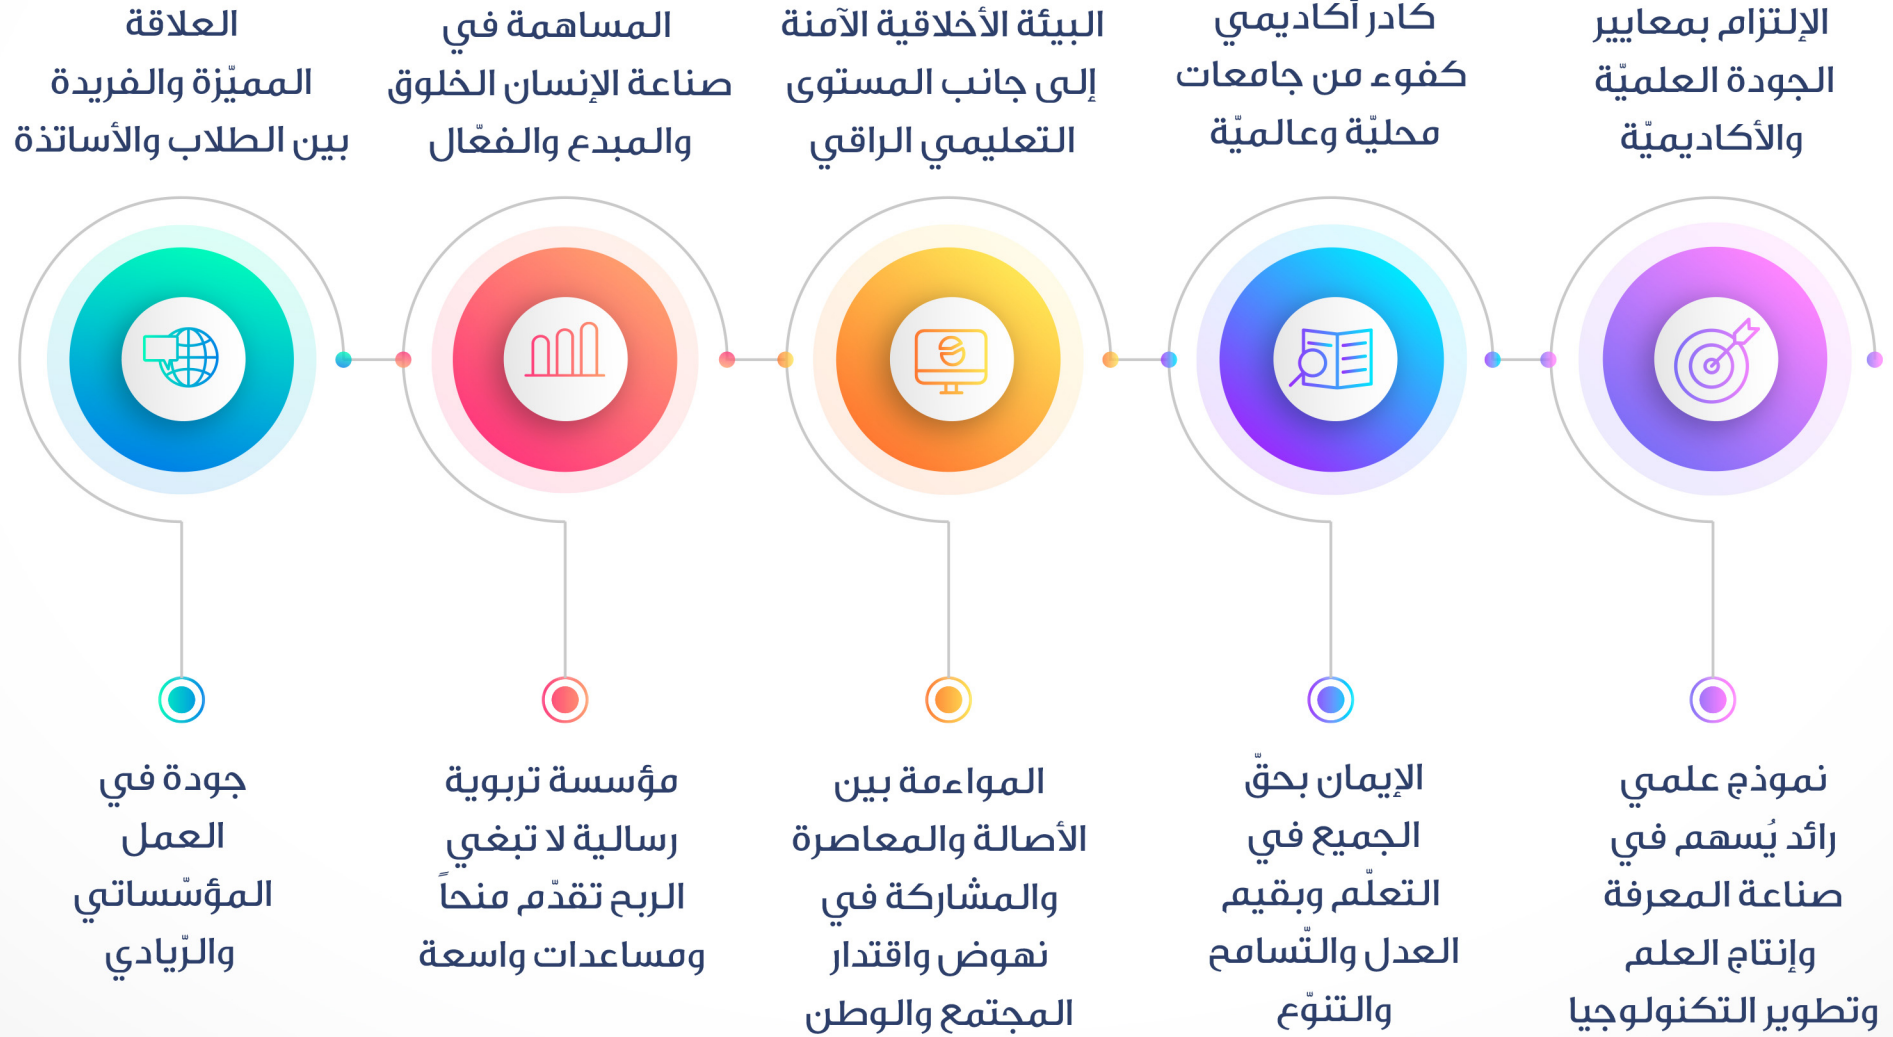 الإلتزام بمعايير
الجودة العلميّة
والأكاديميّة
كادر أكاديمي
كفوء من جامعات
محليّة وعالميّة
البيئة الأخلاقية الآمنة
إلى جانب المستوى
التعليمي الراقي
المساهمة في
صناعة الإنسان الخلوق
والمبدع والفعّال
العلاقة
المميّزة والفريدة
بين الطلاب والأساتذة
نموذج علمي
رائد يُسهم في
صناعة المعرفة
وإنتاج العلم
وتطوير التكنولوجيا
الإيمان بحقّ
الجميع في
التعلّم وبقيم
العدل والتّسامح
والتنوّع
المواءمة بين
الأصالة والمعاصرة
والمشاركة في
نهوض واقتدار
المجتمع والوطن
مؤسسة تربوية
رسالية لا تبغي
الربح تقدّم منحاً
ومساعدات واسعة
جودة في
العمل
المؤسّساتي
والرّيادي